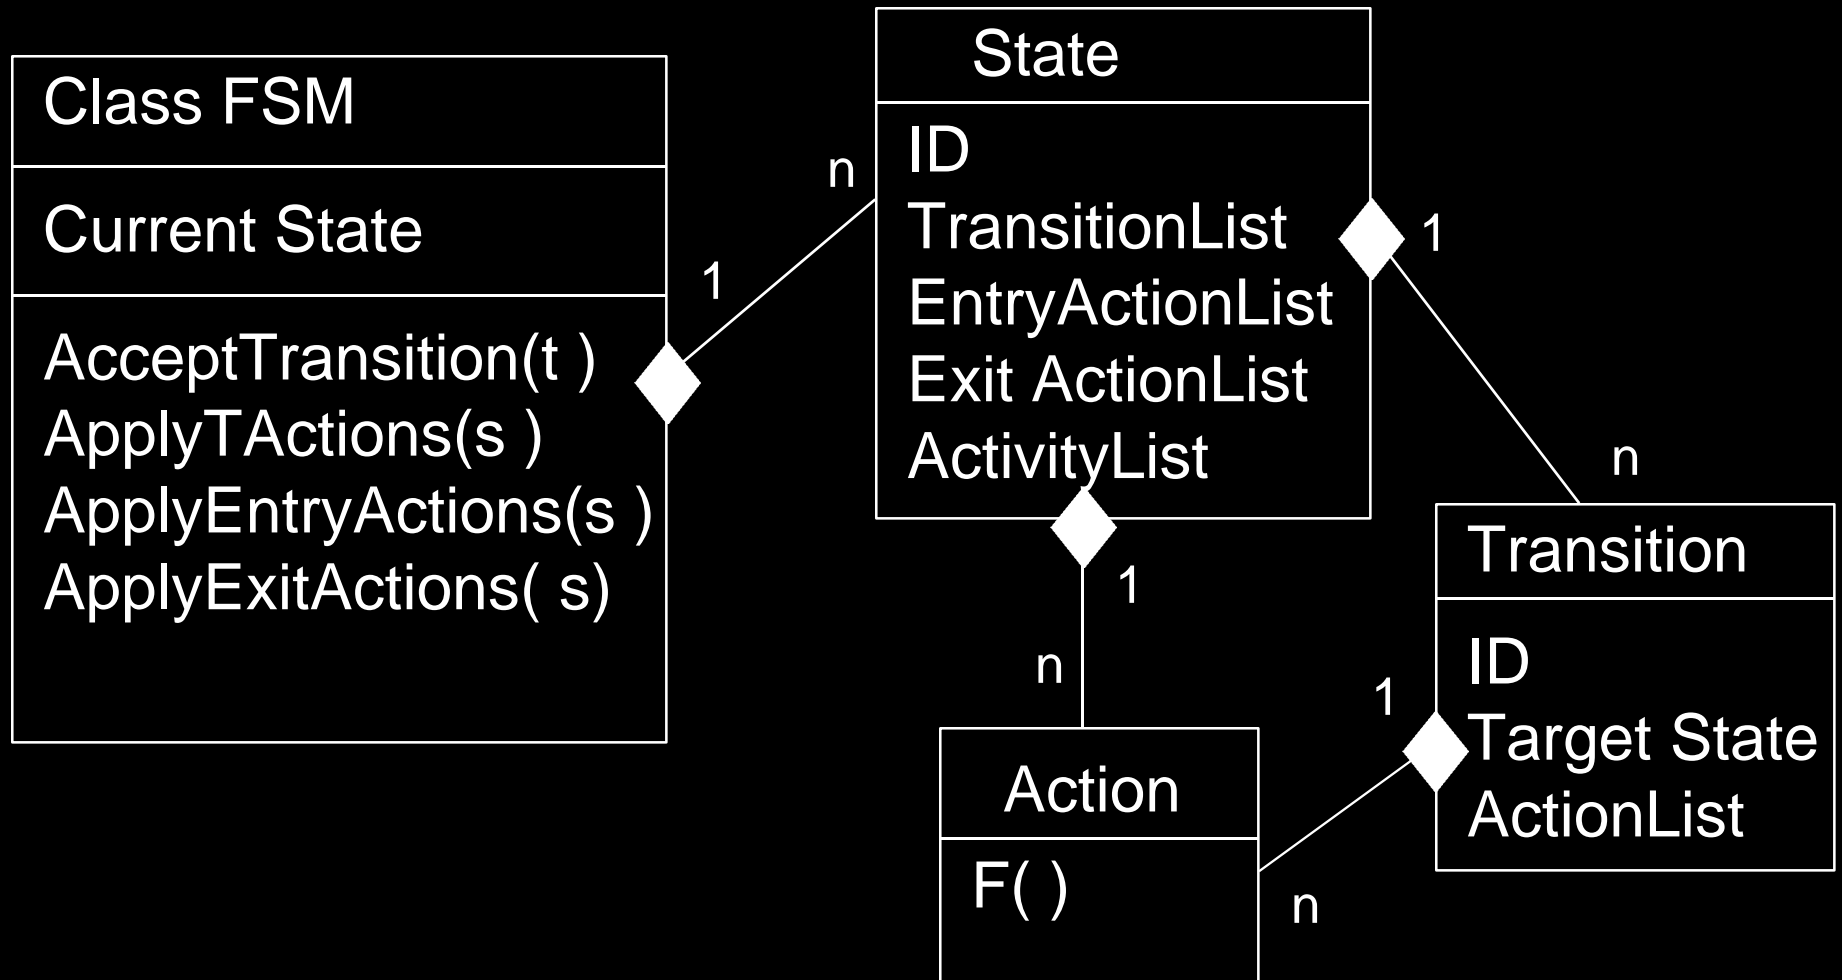 Class FSM
Current State
AcceptTransition(t )
ApplyTActions(s )
ApplyEntryActions(s )
ApplyExitActions( s)
1
n
State
ID
TransitionList
EntryActionList
Exit ActionList
ActivityList
1
n
1
n
Transition
ID
Target State
ActionList
1
n
Action
F( )